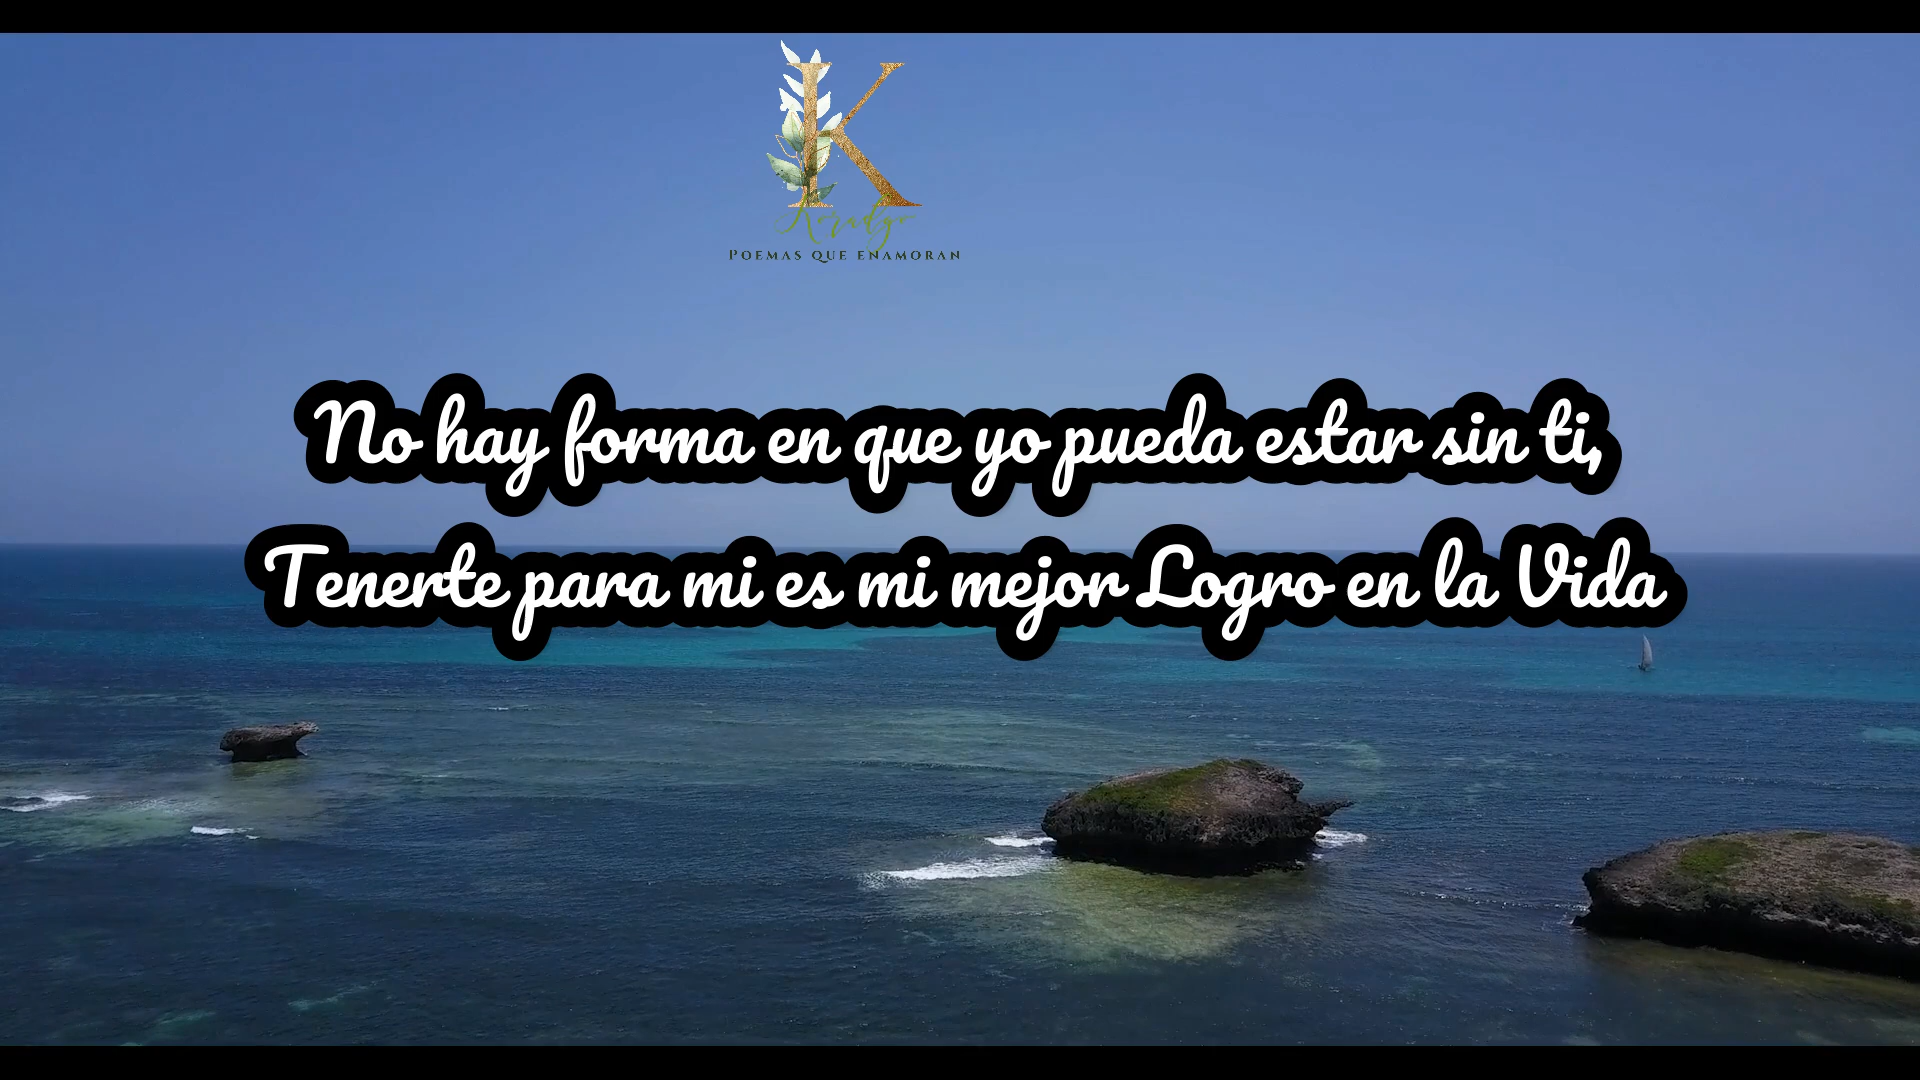 K
POEMAS QUE ENAMORAN
No hay forma en que yo pueda estar sin ti,
Tenerte para mi es mi mejor Logro en la Vida